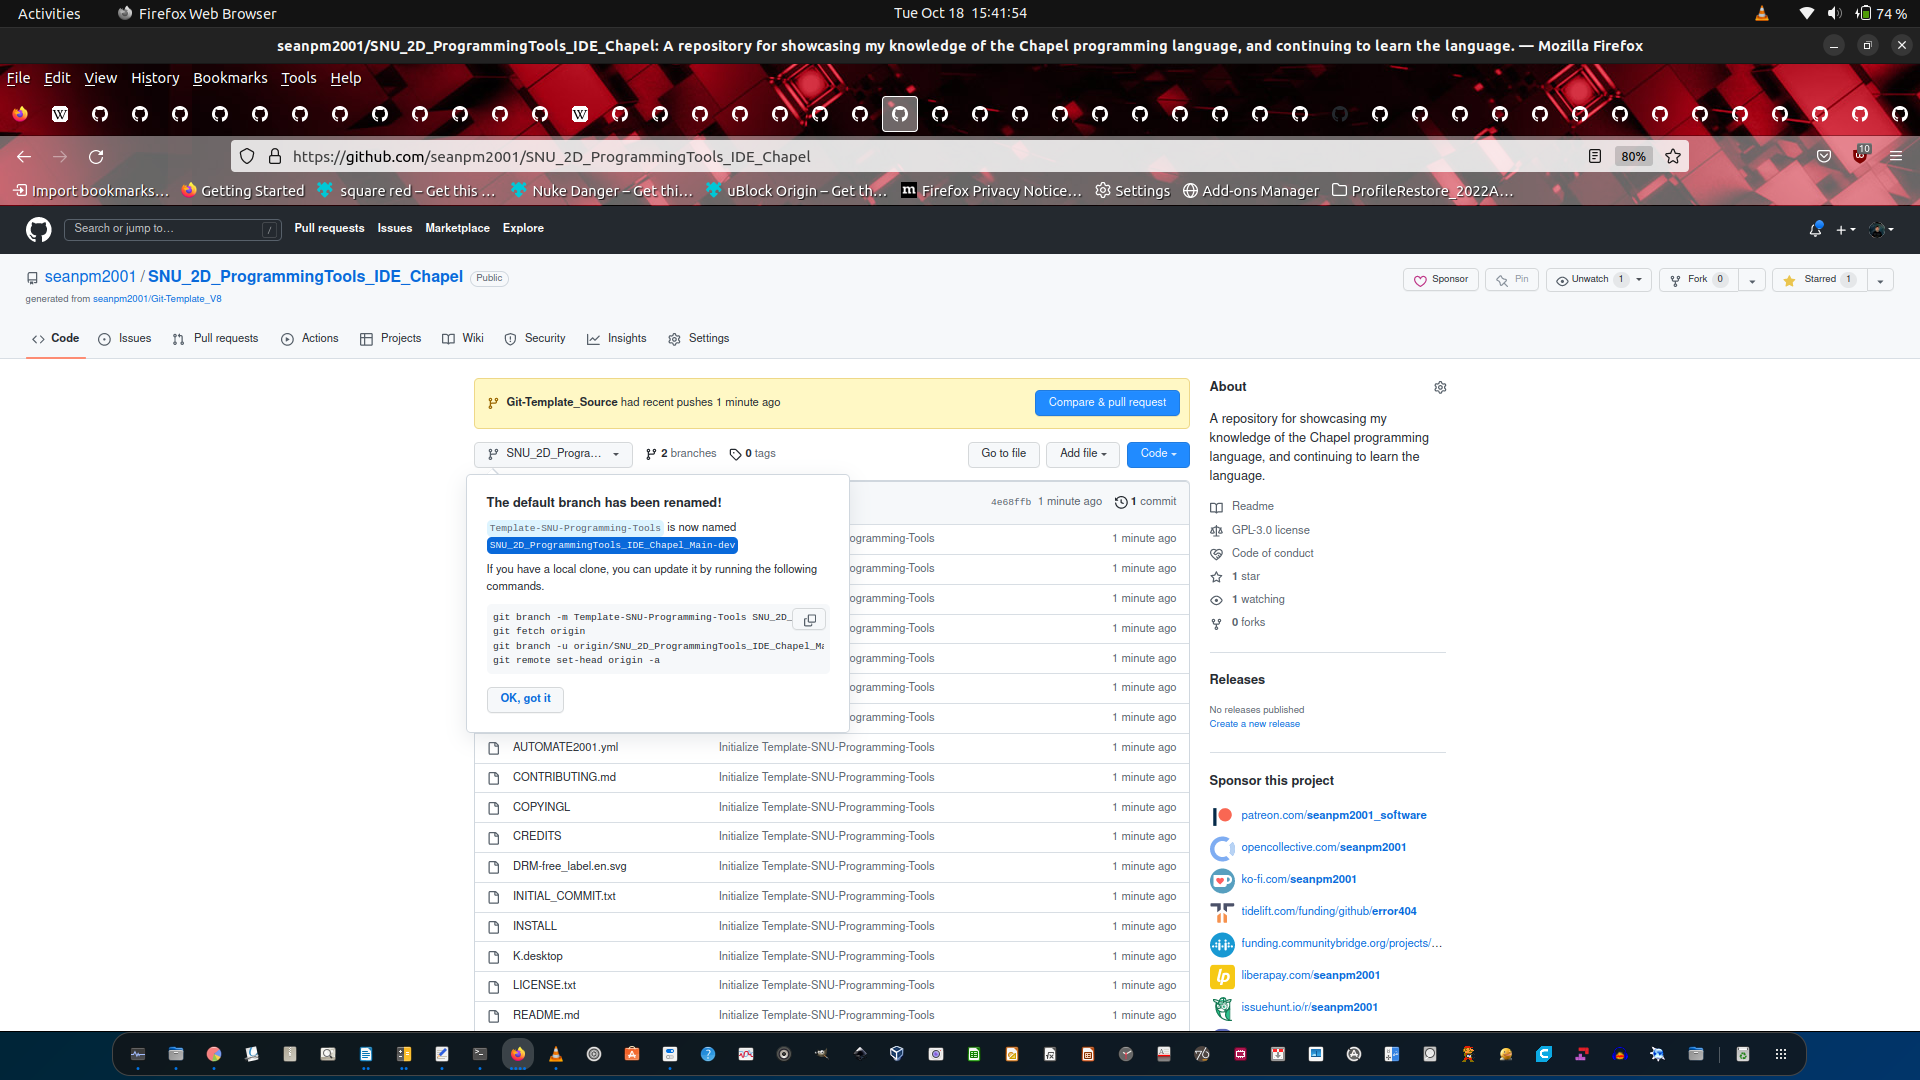 Activities
Firefox Web Browser
Tue Oct 18 15:41:54
74 %
seanpm2001/SNU_2D_ProgrammingTools_IDE_Chapel: A repository for showcasing my knowledge of the Chapel programming language, and continuing to learn the language. — Mozilla Firefox
File Edit View History Bookmarks Tools Help
https://github.com/seanpm2001/SNU_2D_ProgrammingTools_IDE_Chapel
80%
10
Import bookmarks… Getting Started square red – Get this … Nuke Danger – Get thi… uBlock Origin – Get th… Firefox Privacy Notice… Settings Add-ons Manager ProfileRestore_2022A…
Search or jump to… /
Pull requests Issues Marketplace Explore
seanpm2001 / SNU_2D_ProgrammingTools_IDE_Chapel Public
generated from seanpm2001/Git-Template_V8
Sponsor Pin Unwatch 1 Fork 0 Starred 1
Code Issues Pull requests Actions Projects Wiki Security Insights Settings
Git-Template_Source had recent pushes 1 minute ago
Compare & pull request
SNU_2D_Progra… 2 branches 0 tags
Go to file Add file Code
The default branch has been renamed!
Template-SNU-Programming-Tools is now named
SNU_2D_ProgrammingTools_IDE_Chapel_Main-dev
If you have a local clone, you can update it by running the following
commands.
git branch -m Template-SNU-Programming-Tools SNU_2D_
git fetch origin
git branch -u origin/SNU_2D_ProgrammingTools_IDE_Chapel_Ma
git remote set-head origin -a
OK, got it
4e68ffb 1 minute ago 1 commit
ogramming-Tools 1 minute ago
ogramming-Tools 1 minute ago
ogramming-Tools 1 minute ago
ogramming-Tools 1 minute ago
ogramming-Tools 1 minute ago
ogramming-Tools 1 minute ago
ogramming-Tools 1 minute ago
AUTOMATE2001.yml Initialize Template-SNU-Programming-Tools 1 minute ago
CONTRIBUTING.md Initialize Template-SNU-Programming-Tools 1 minute ago
COPYINGL Initialize Template-SNU-Programming-Tools 1 minute ago
CREDITS Initialize Template-SNU-Programming-Tools 1 minute ago
DRM-free_label.en.svg Initialize Template-SNU-Programming-Tools 1 minute ago
INITIAL_COMMIT.txt Initialize Template-SNU-Programming-Tools 1 minute ago
INSTALL Initialize Template-SNU-Programming-Tools 1 minute ago
K.desktop Initialize Template-SNU-Programming-Tools 1 minute ago
LICENSE.txt Initialize Template-SNU-Programming-Tools 1 minute ago
README.md Initialize Template-SNU-Programming-Tools 1 minute ago
About
A repository for showcasing my
knowledge of the Chapel programming
language, and continuing to learn the
language.
Readme
GPL-3.0 license
Code of conduct
1 star
1 watching
0 forks
Releases
No releases published
Create a new release
Sponsor this project
patreon.com/seanpm2001_software
opencollective.com/seanpm2001
ko-fi.com/seanpm2001
tidelift.com/funding/github/error404
funding.communitybridge.org/projects/…
liberapay.com/seanpm2001
issuehunt.io/r/seanpm2001